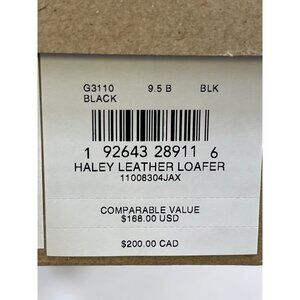 G3110 9.5 B BLK
BLACK
1 92643 28911 6
HALEY LEATHER LOAFER
11008304JAX
COMPARABLE VALUE
$168.00 USD
$200.00 CAD